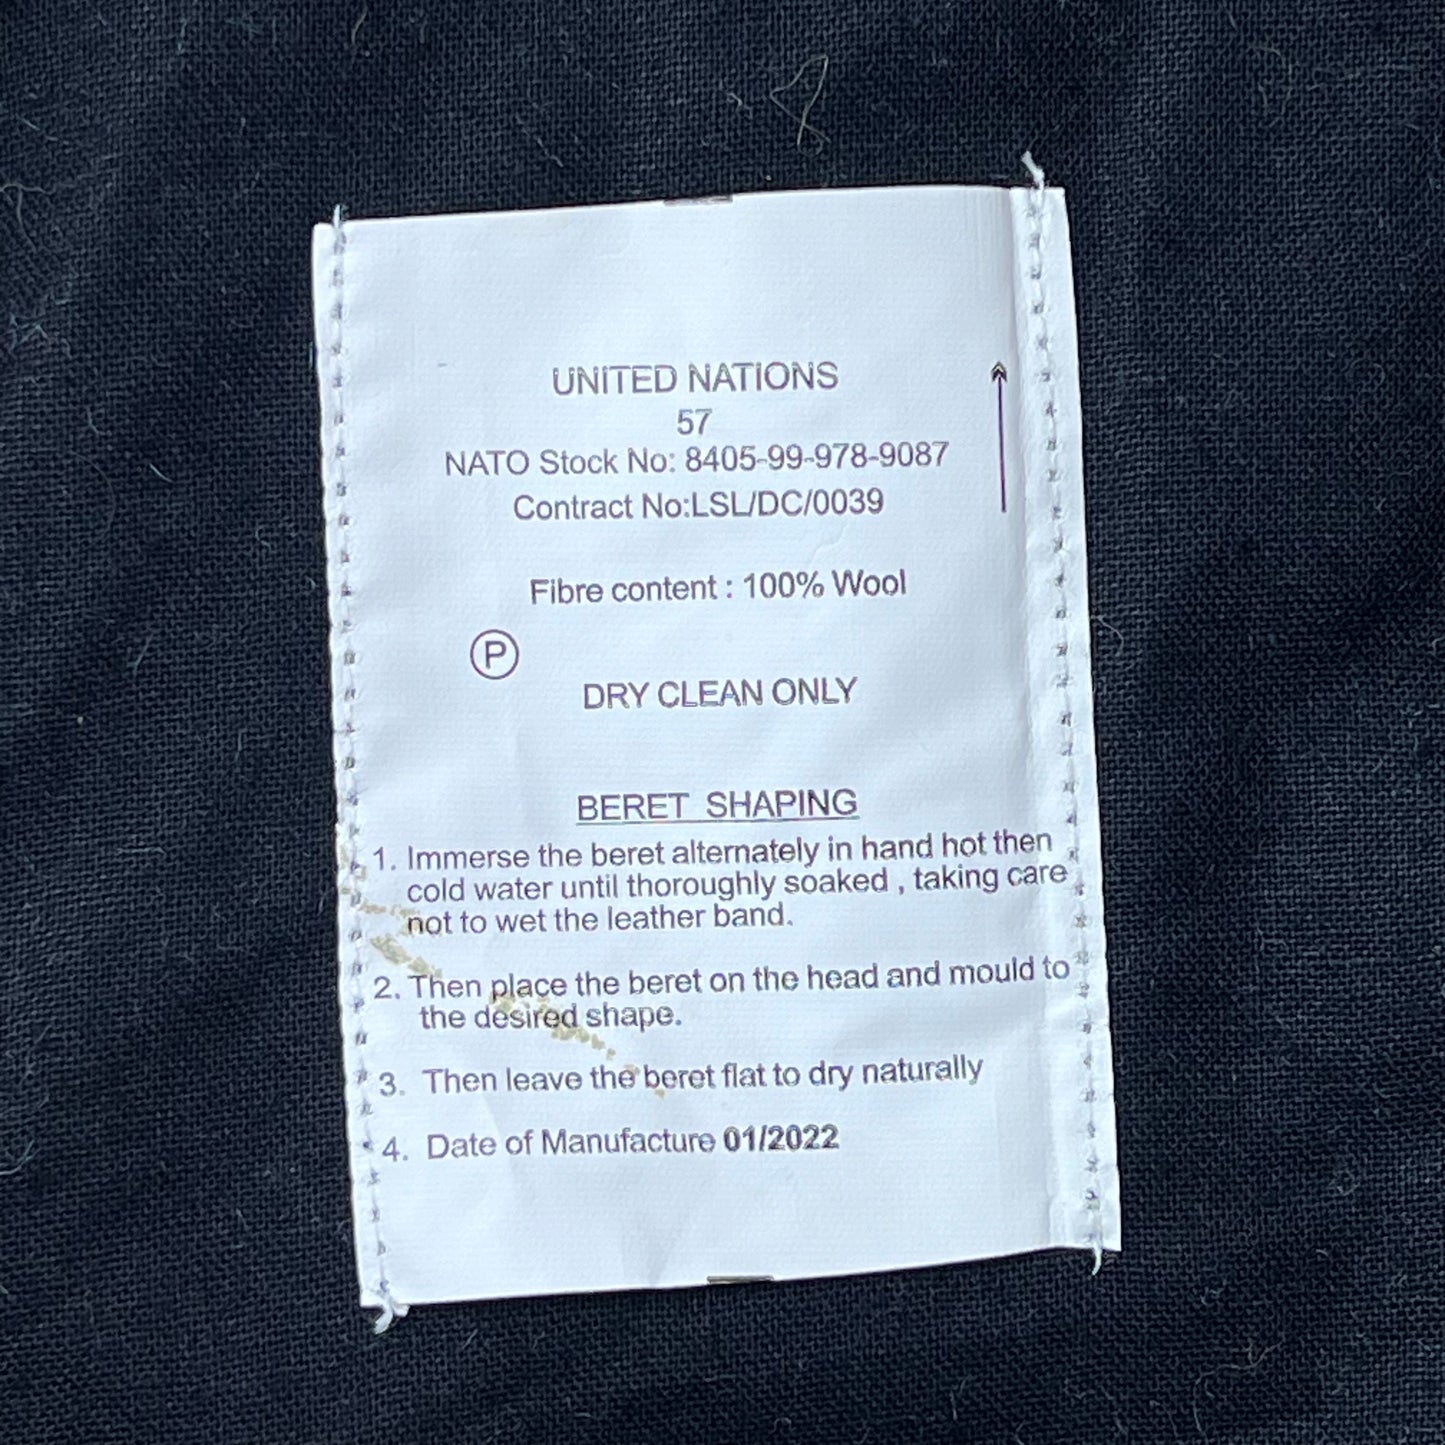 UNITED NATIONS
57
NATO Stock No: 8405-99-978-9087
Contract No:LSL/DC/0039
Fibre content : 100% Wool
P
DRY CLEAN ONLY
BERET SHAPING
1. Immerse the beret alternately in hand hot then
cold water until thoroughly soaked , taking care
not to wet the leather band.
2. Then place the beret on the head and mould to
the desired shape.
3. Then leave the beret flat to dry naturally
4. Date of Manufacture 01/2022